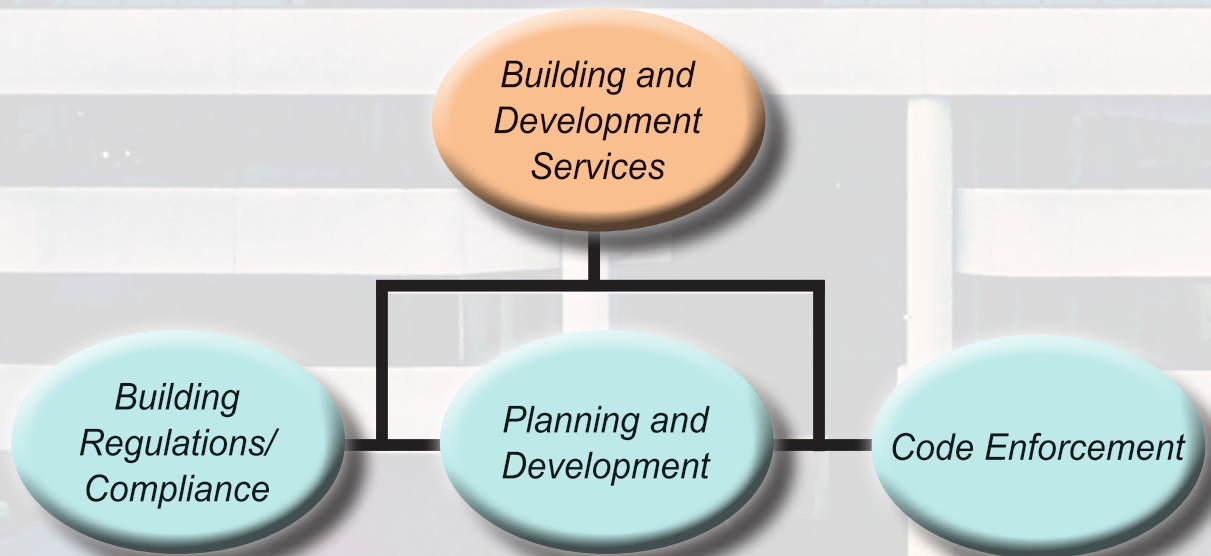 Building and
Development
Services
Building
Regulations/
Compliance
Planning and
Development
Code Enforcement